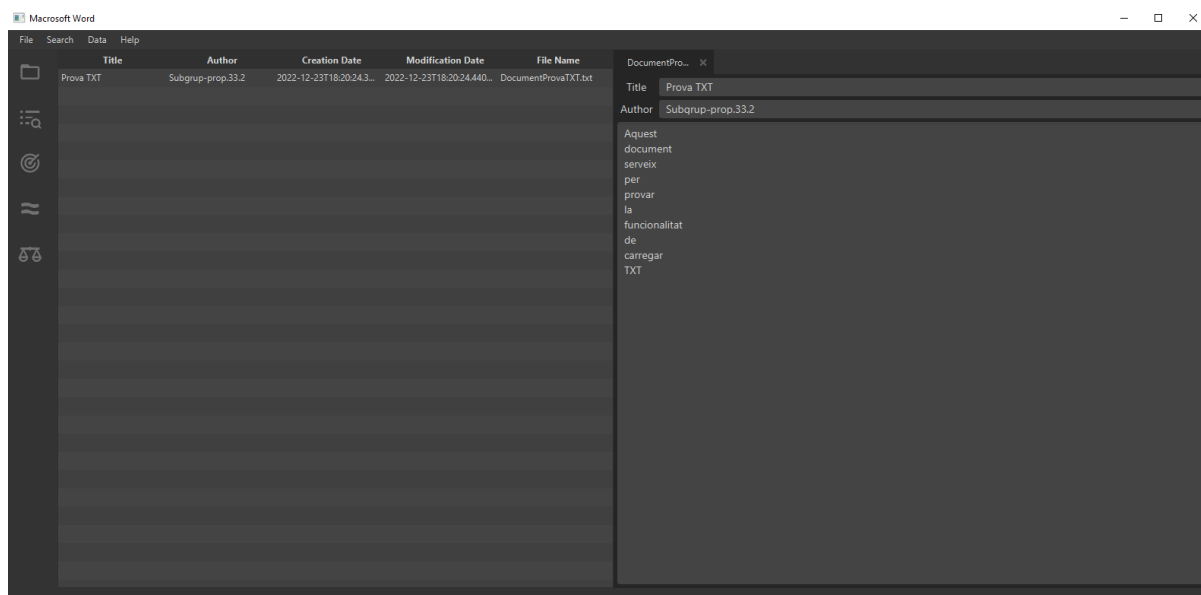 Macrosoft Word
File Search Data Help
Title Author Creation Date Modification Date File Name
Prova TXT Subgrup-prop.33.2 2022-12-23T18:20:24.3... 2022-12-23T18:20:24.440... DocumentProvaTXT.txt
DocumentPro...
Title Prova TXT
Author Subgrup-prop.33.2
Aquest
document
serveix
per
provar
la
funcionalitat
de
carregar
TXT